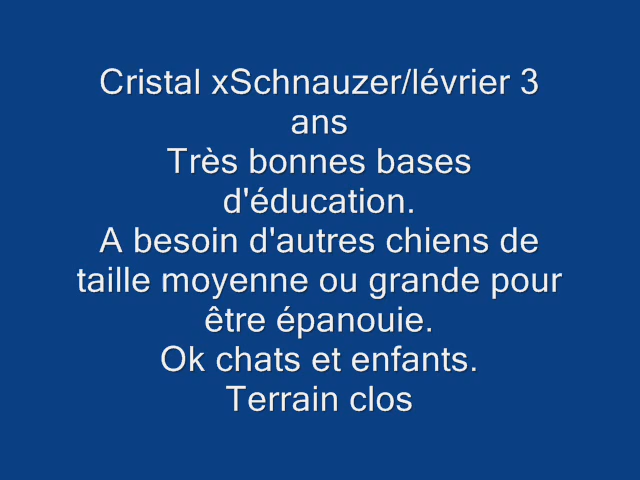 Cristal xSchnauzer/lévrier 3
ans
Très bonnes bases
d'éducation.
A besoin d'autres chiens de
taille moyenne ou grande pour
être épanouie.
Ok chats et enfants.
Terrain clos